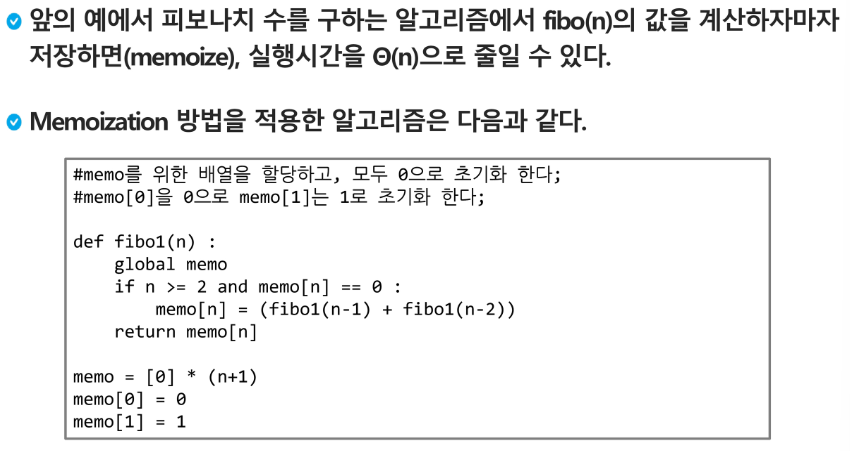 앞의 예에서 피보나치 수를 구하는 알고리즘에서 fibo(n)의 값을 계산하자마자
저장하면(memoize), 실행시간을 Θ(n)으로 줄일 수 있다.
Memoization 방법을 적용한 알고리즘은 다음과 같다.
#memo를 위한 배열을 할당하고, 모두 0으로 초기화 한다;
#memo[0]을 0으로 memo[1]는 1로 초기화 한다;
def fibo1(n) :
    global memo
    if n >= 2 and memo[n] == 0 :
        memo[n] = (fibo1(n-1) + fibo1(n-2))
    return memo[n]
memo = [0] * (n+1)
memo[0] = 0
memo[1] = 1